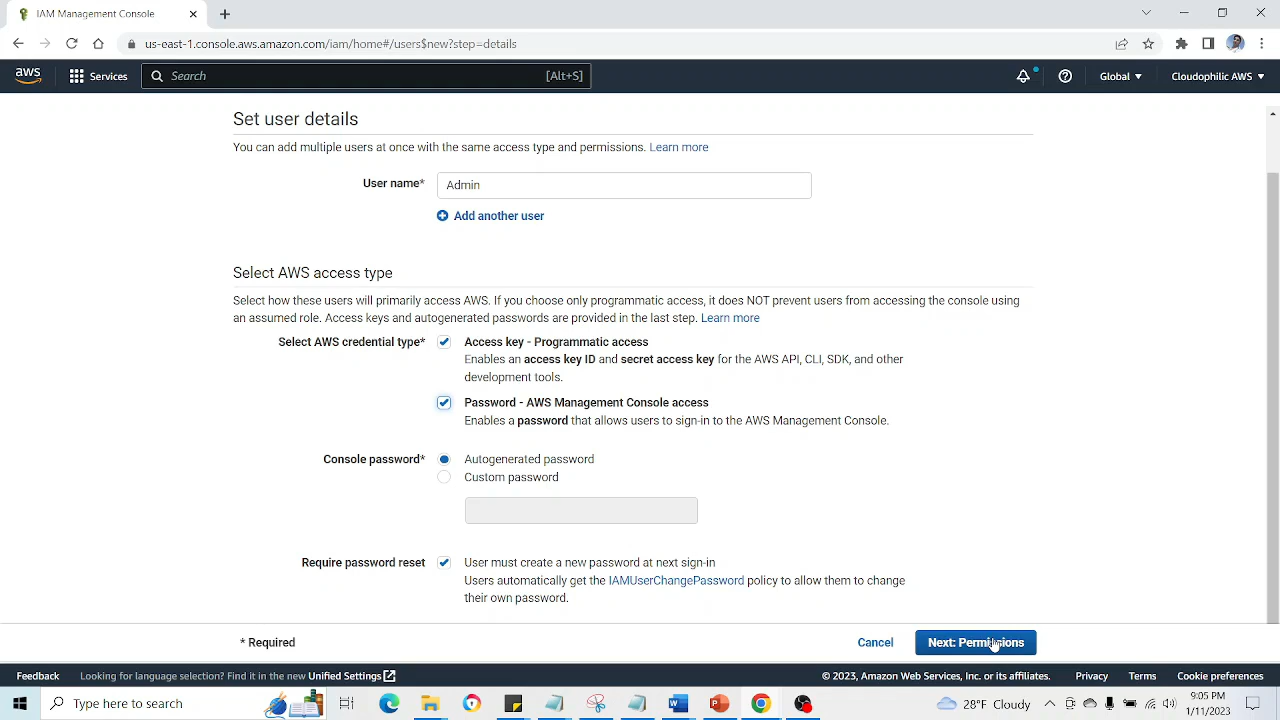 IAM Management Console
us-east-1.console.aws.amazon.com/iam/home#/users$new?step=details
aws
Services
Search
[Alt+S]
Global
Cloudophilic AWS
Set user details
You can add multiple users at once with the same access type and permissions. Learn more
User name*
Admin
Add another user
Select AWS access type
Select how these users will primarily access AWS. If you choose only programmatic access, it does NOT prevent users from accessing the console using
an assumed role. Access keys and autogenerated passwords are provided in the last step. Learn more
Select AWS credential type*
Access key - Programmatic access
Enables an access key ID and secret access key for the AWS API, CLI, SDK, and other
development tools.
Password - AWS Management Console access
Enables a password that allows users to sign-in to the AWS Management Console.
Console password*
Autogenerated password
Custom password
Require password reset
User must create a new password at next sign-in
Users automatically get the IAMUserChangePassword policy to allow them to change
their own password.
* Required
Cancel
Next: Permissions
Feedback
Looking for language selection? Find it in the new Unified Settings
© 2023, Amazon Web Services, Inc. or its affiliates.
Privacy
Terms
Cookie preferences
Type here to search
28°F Cloudy
9:05 PM
1/11/2023